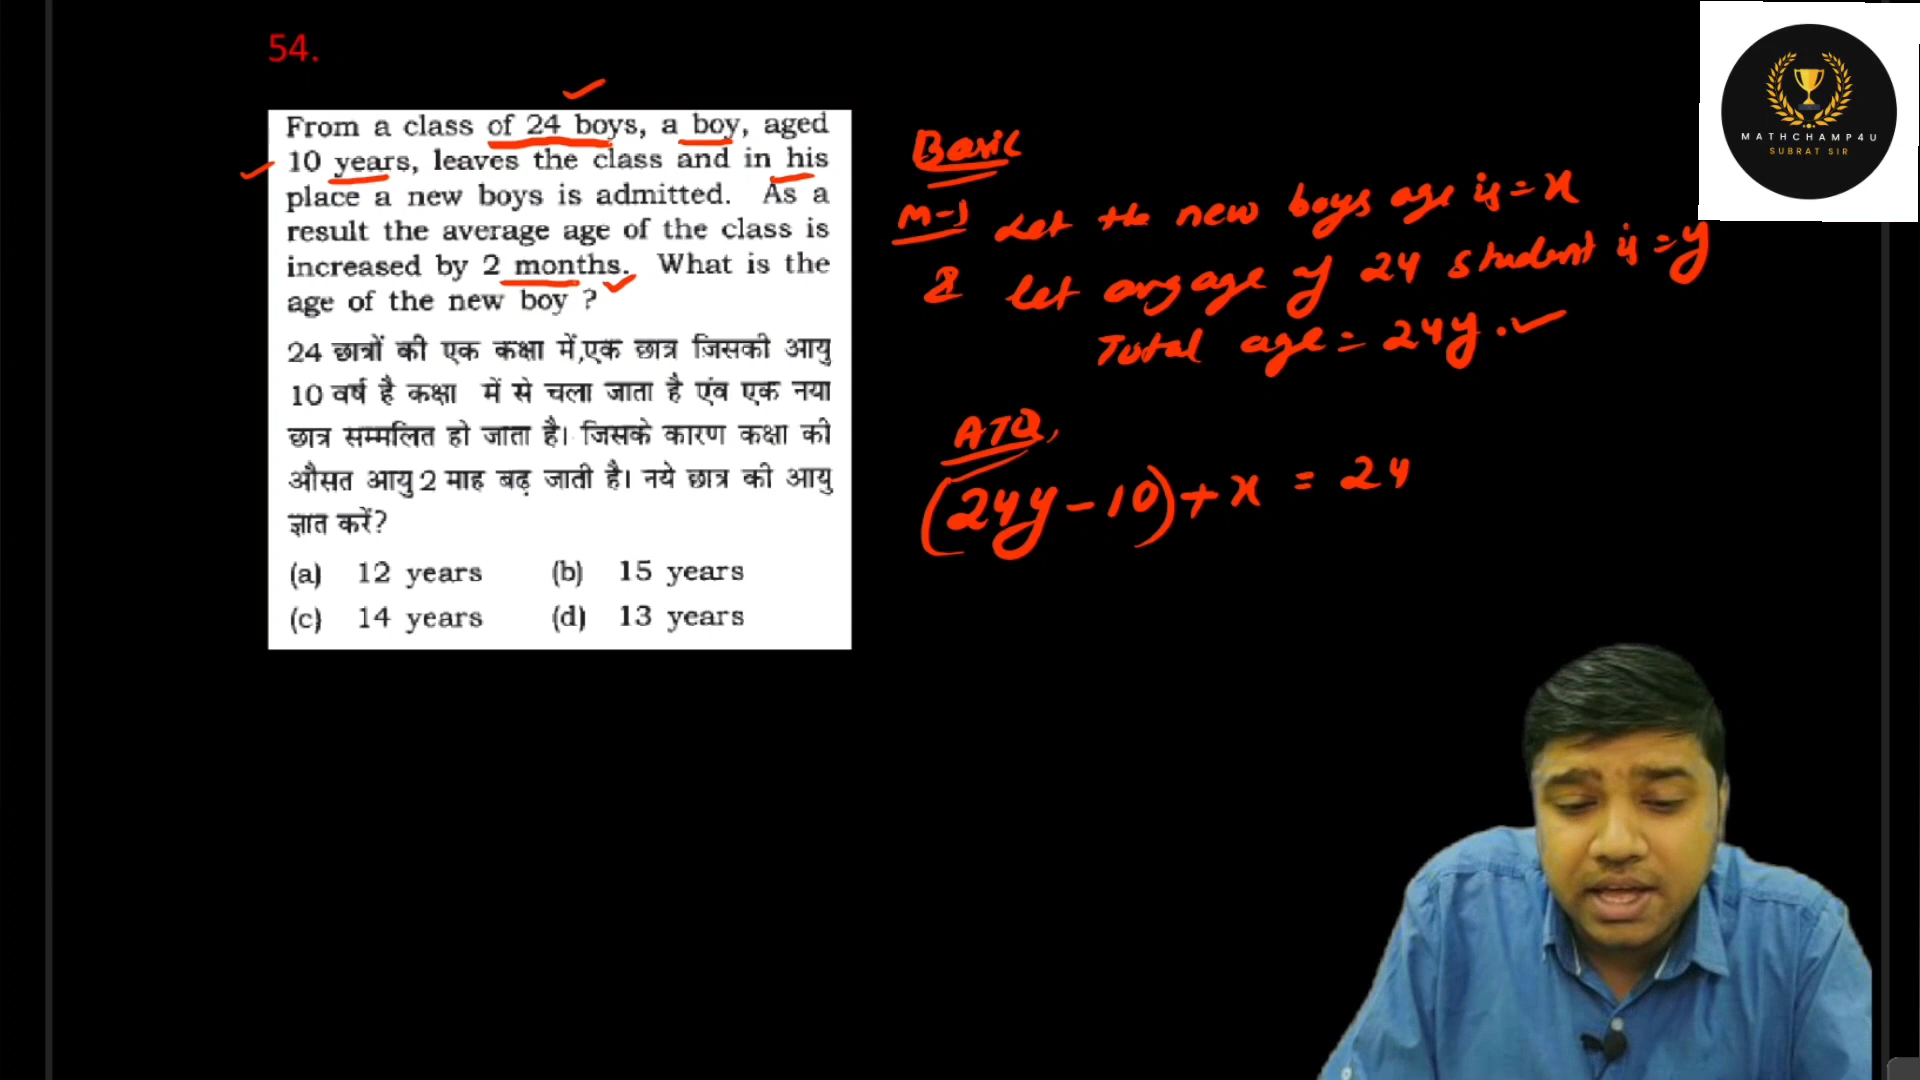 54.
From a class of 24 boys, a boy, aged
10 years, leaves the class and in his
place a new boys is admitted. As a
result the average age of the class is
increased by 2 months. What is the
age of the new boy ?
24 छात्रों की एक कक्षा में,एक छात्र जिसकी आयु
10 वर्ष है कक्षा में से चला जाता है एंव एक नया
छात्र सम्मलित हो जाता है। जिसके कारण कक्षा की
औसत आयु 2 माह बढ़ जाती है। नये छात्र की आयु
ज्ञात करें?
(a) 12 years (b) 15 years
(c) 14 years (d) 13 years
Basic
M-1 Let the new boys age is = x
& let avg age of 24 student is = y
Total age = 24y.
ATQ,
(24y - 10) + x = 24
MATHCHAMP4U
SUBRAT SIR